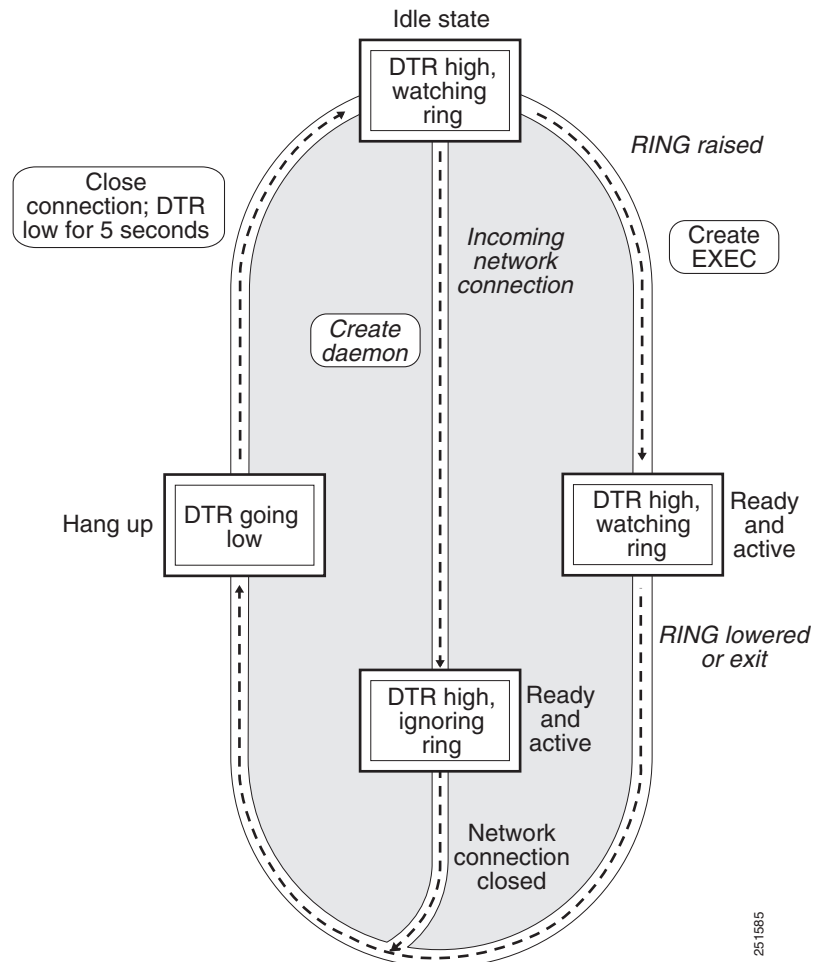 Idle state
DTR high,
watching
ring
RING raised
Close
connection; DTR
low for 5 seconds
Incoming
network
connection
Create
EXEC
Create
daemon
Hang up
DTR going
low
DTR high,
watching
ring
Ready
and
active
RING lowered
or exit
DTR high,
ignoring
ring
Ready
and
active
Network
connection
closed
251585